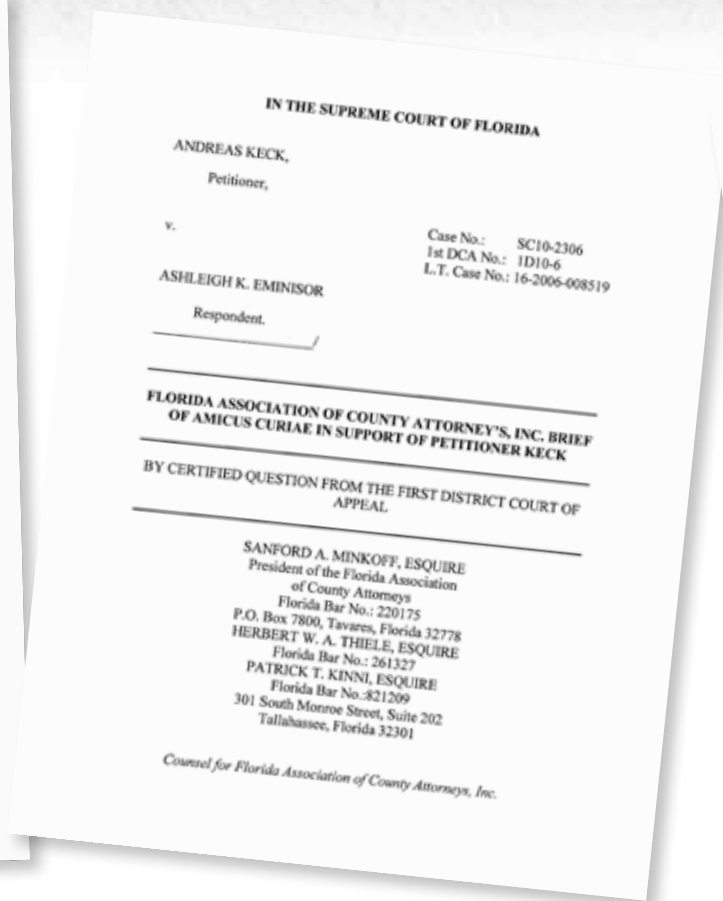 IN THE SUPREME COURT OF FLORIDA
ANDREAS KECK,
Petitioner,
v.
Case No.: SC10-2306
1st DCA No.: 1D10-6
L.T. Case No.: 16-2006-008519
ASHLEIGH K. EMINISOR
Respondent.
/
FLORIDA ASSOCIATION OF COUNTY ATTORNEY'S, INC. BRIEF
OF AMICUS CURIAE IN SUPPORT OF PETITIONER KECK
BY CERTIFIED QUESTION FROM THE FIRST DISTRICT COURT OF
APPEAL
SANFORD A. MINKOFF, ESQUIRE
President of the Florida Association
of County Attorneys
Florida Bar No.: 220175
P.O. Box 7800, Tavares, Florida 32778
HERBERT W. A. THIELE, ESQUIRE
Florida Bar No.: 261327
PATRICK T. KINNI, ESQUIRE
Florida Bar No.:821209
301 South Monroe Street, Suite 202
Tallahassee, Florida 32301
Counsel for Florida Association of County Attorneys, Inc.